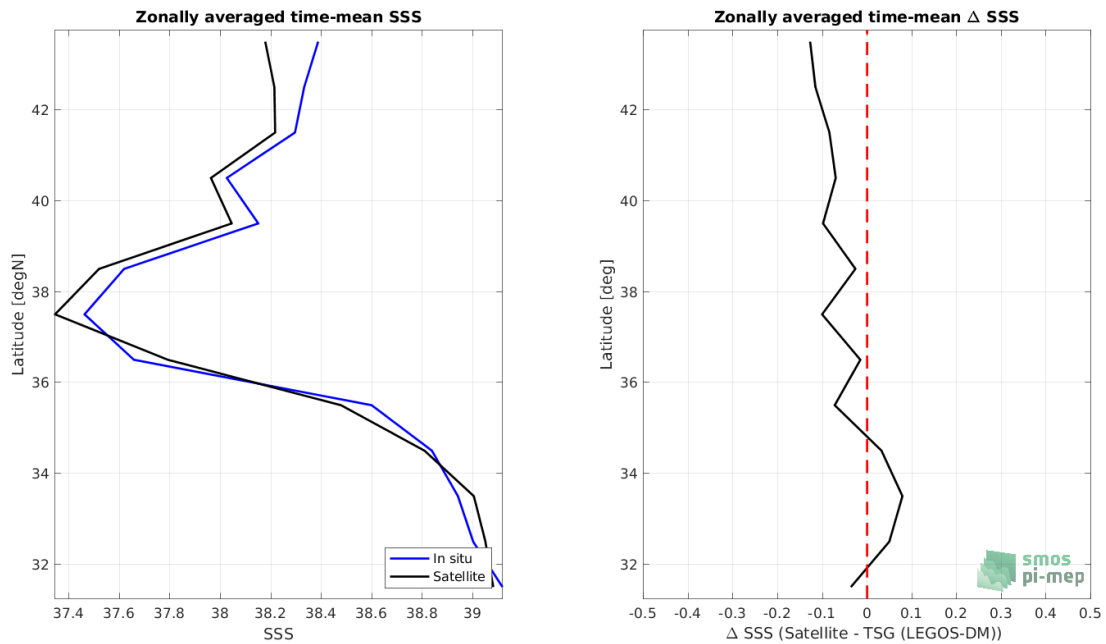 Zonally averaged time-mean SSS
42
40
38
36
34
32
Latitude [degN]
37.4 37.6 37.8 38 38.2 38.4 38.6 38.8 39
SSS
In situ
Satellite
Zonally averaged time-mean Δ SSS
42
40
38
36
34
32
Latitude [deg]
-0.5 -0.4 -0.3 -0.2 -0.1 0 0.1 0.2 0.3 0.4 0.5
Δ SSS (Satellite - TSG (LEGOS-DM))
smos
pi-mep